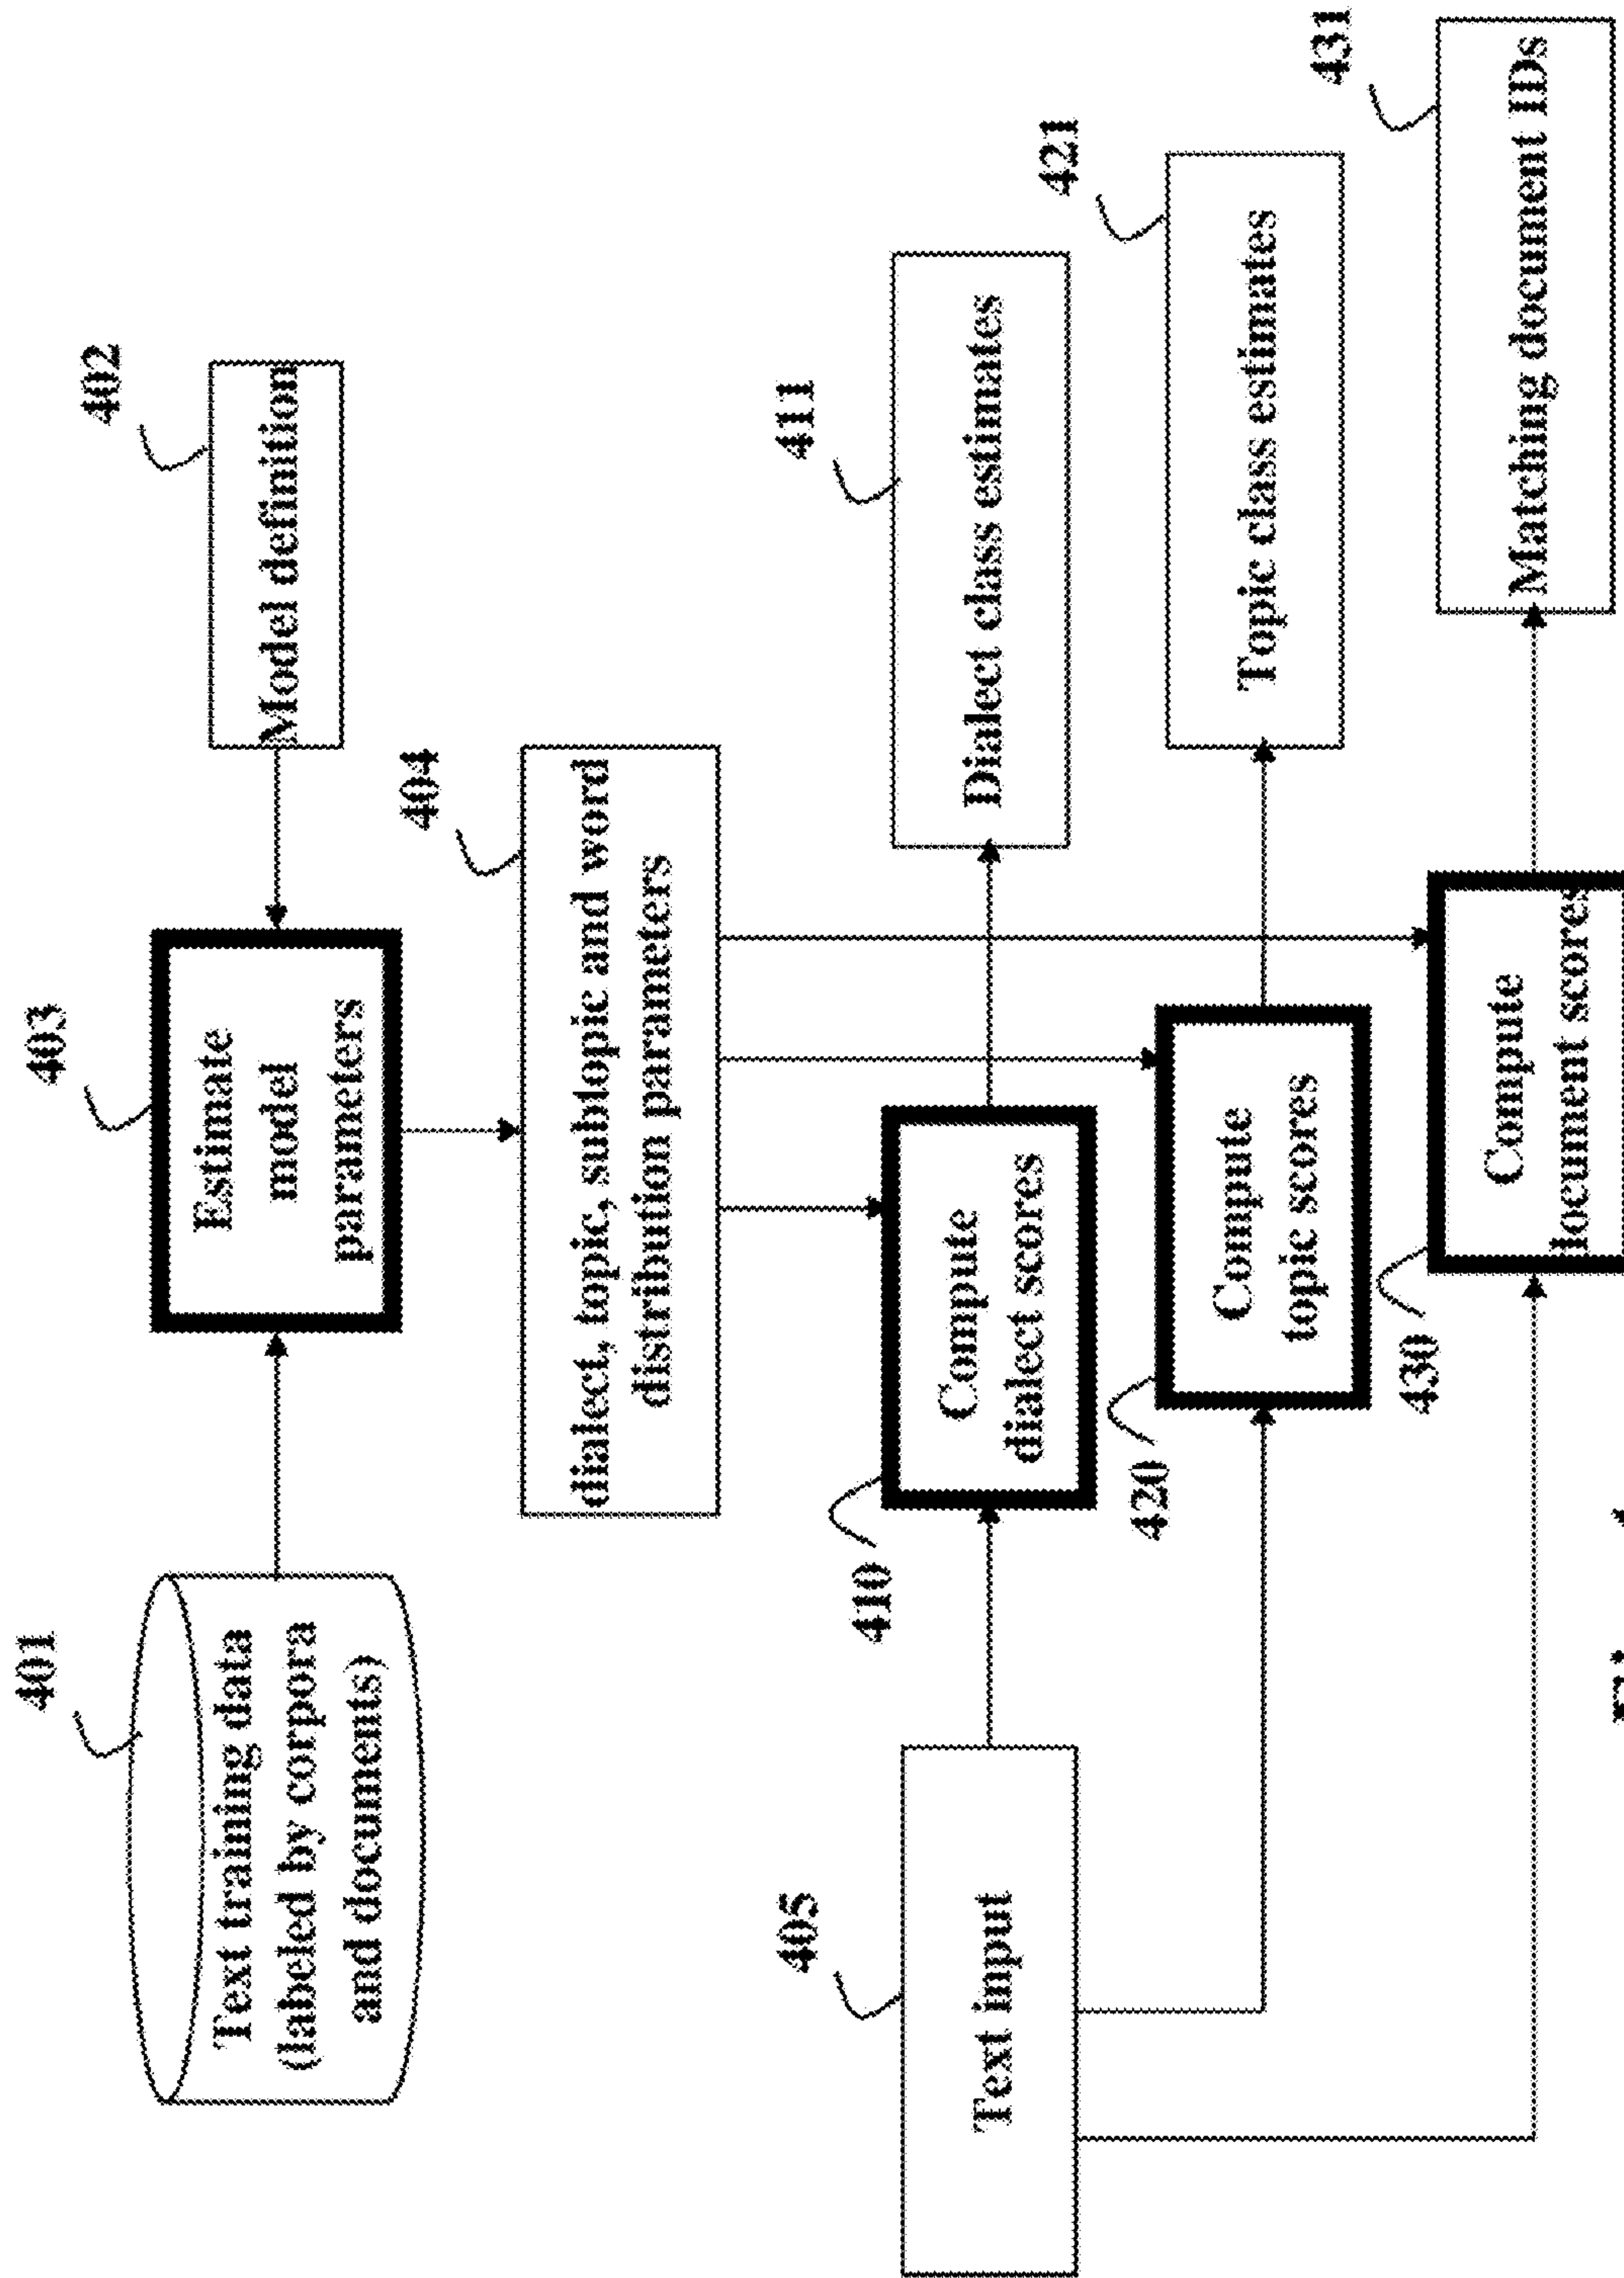 401
Text training data
(labeled by corpora
and documents)
403
Estimate
model
parameters
402
Model definition
404
dialect, topic, subtopic and word
distribution parameters
405
Text input
410
Compute
dialect scores
411
Dialect class estimates
420
Compute
topic scores
421
Topic class estimates
430
Compute
locument scores
431
Matching document IDs